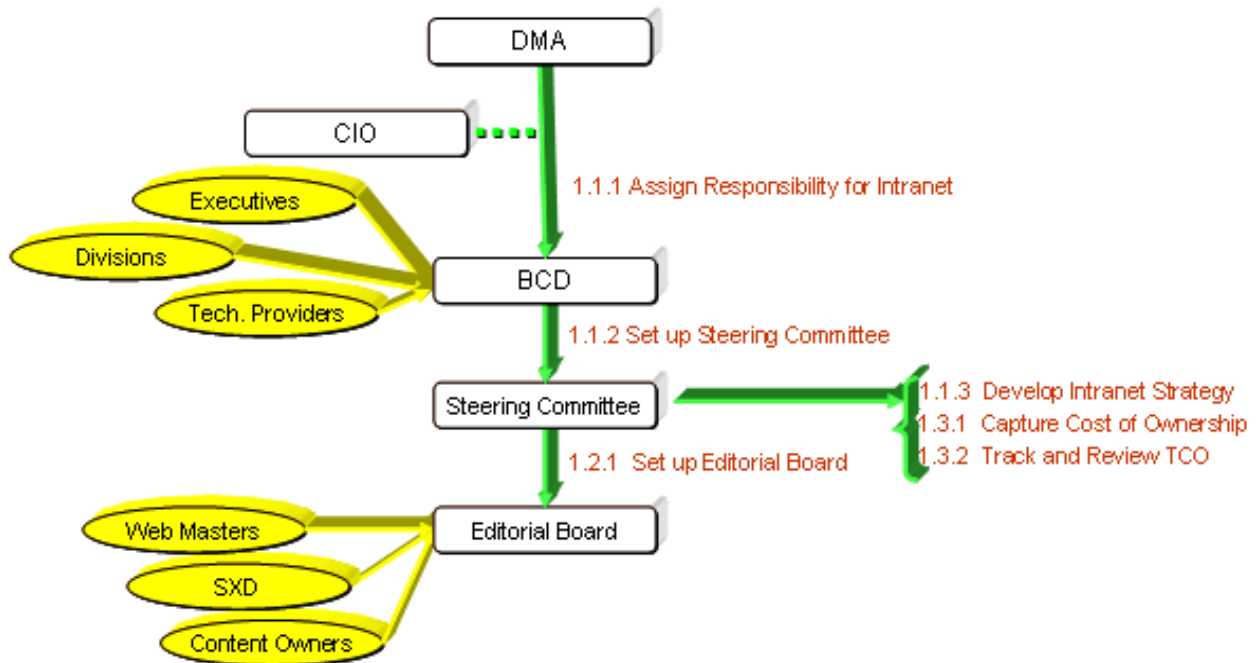 DMA
CIO
1.1.1 Assign Responsibility for Intranet
Executives
Divisions
BCD
Tech. Providers
1.1.2 Set up Steering Committee
Steering Committee
1.1.3 Develop Intranet Strategy
1.3.1 Capture Cost of Ownership
1.3.2 Track and Review TCO
1.2.1 Set up Editorial Board
Web Masters
Editorial Board
SXD
Content Owners